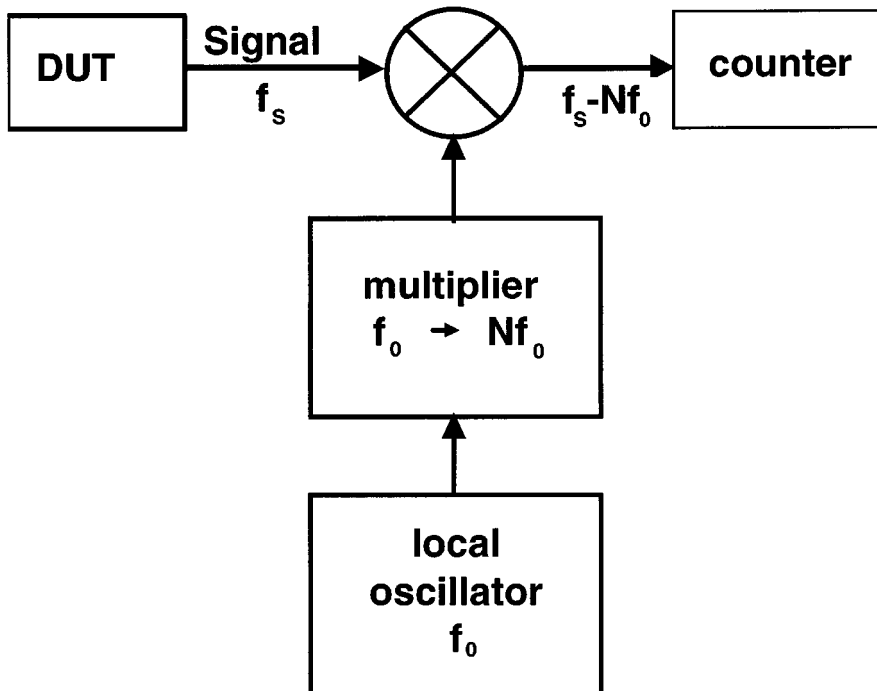 DUT
Signal
fₛ
fₛ-Nf₀
counter
multiplier
f₀ → Nf₀
local
oscillator
f₀